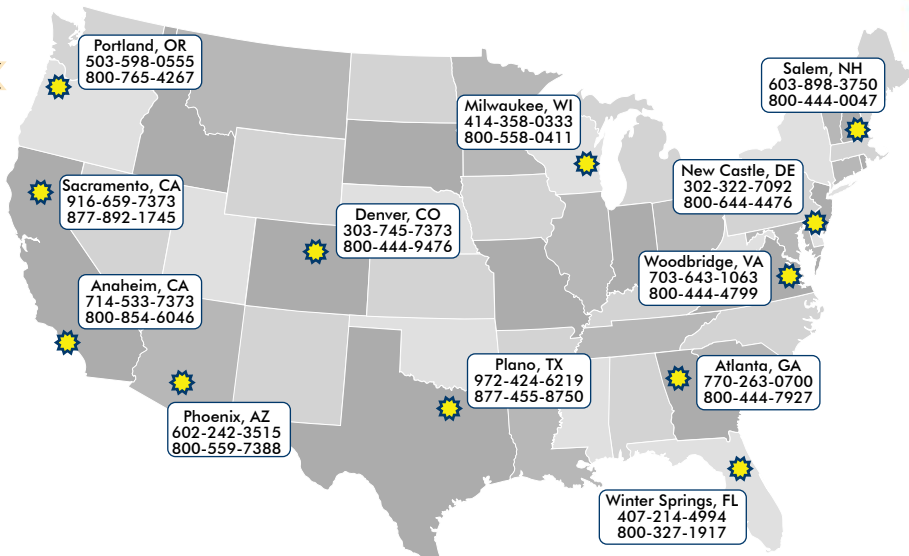 Portland, OR
503-598-0555
800-765-4267
Salem, NH
603-898-3750
800-444-0047
Milwaukee, WI
414-358-0333
800-558-0411
New Castle, DE
302-322-7092
800-644-4476
Sacramento, CA
916-659-7373
877-892-1745
Denver, CO
303-745-7373
800-444-9476
Woodbridge, VA
703-643-1063
800-444-4799
Anaheim, CA
714-533-7373
800-854-6046
Plano, TX
972-424-6219
877-455-8750
Atlanta, GA
770-263-0700
800-444-7927
Phoenix, AZ
602-242-3515
800-559-7388
Winter Springs, FL
407-214-4994
800-327-1917